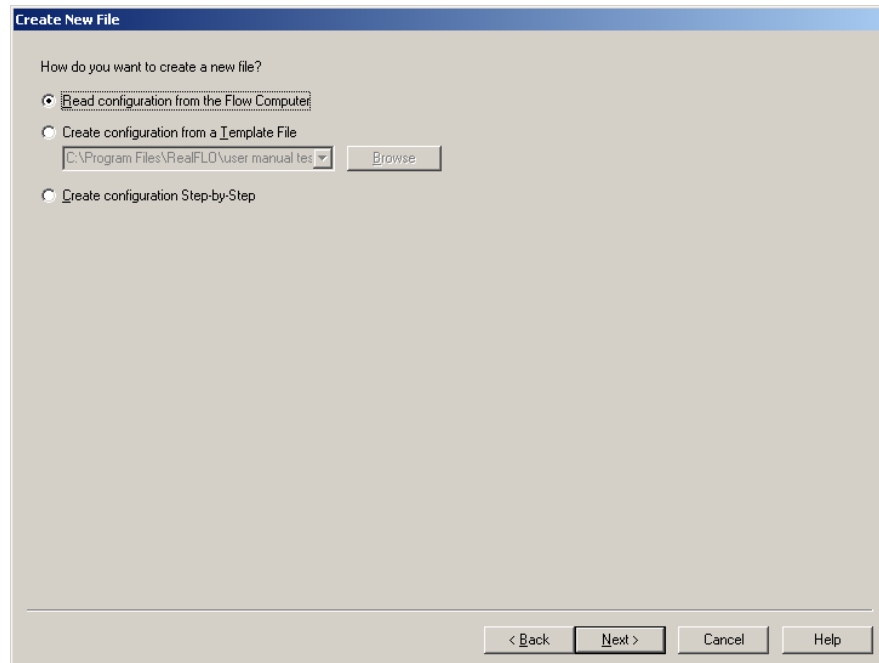 Create New File
How do you want to create a new file?
Read configuration from the Flow Computer
Create configuration from a Template File
C:\Program Files\RealFLO\user manual tes
Browse
Create configuration Step-by-Step
< Back
Next >
Cancel
Help